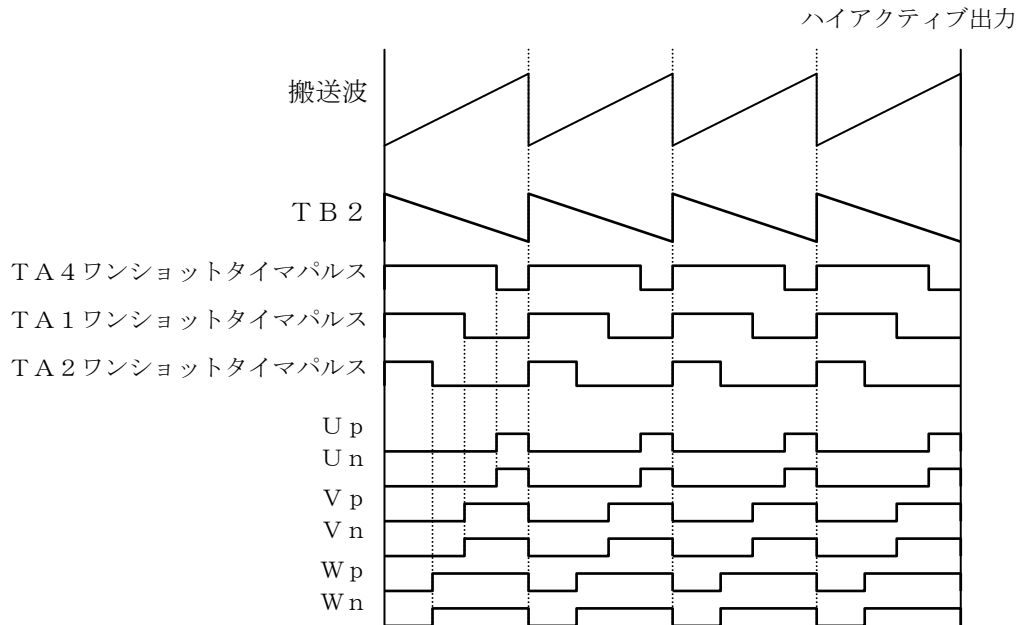 ハイアクティブ出力
搬送波
ＴＢ２
ＴＡ４ワンショットタイマパルス
ＴＡ１ワンショットタイマパルス
ＴＡ２ワンショットタイマパルス
Ｕｐ
Ｕｎ
Ｖｐ
Ｖｎ
Ｗｐ
Ｗｎ